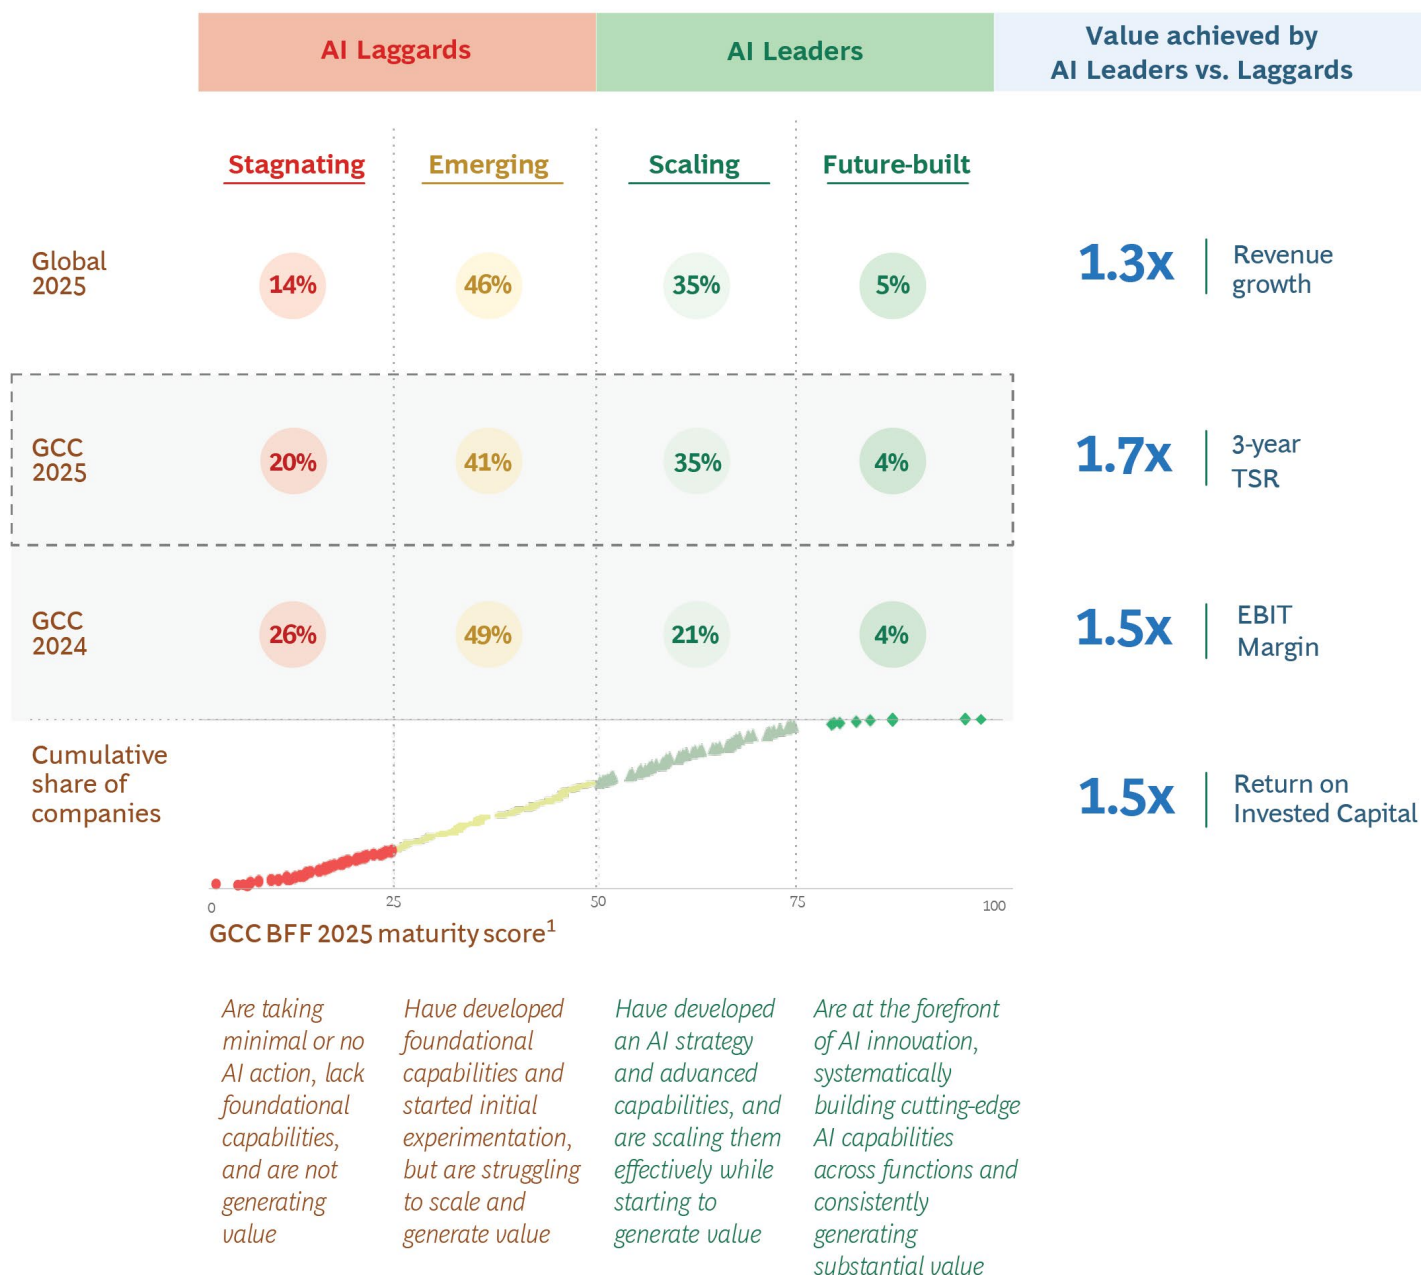 AI Laggards
AI Leaders
Value achieved by
AI Leaders vs. Laggards
Stagnating
Emerging
Scaling
Future-built
Global
2025
14%
46%
35%
5%
1.3x
Revenue
growth
GCC
2025
20%
41%
35%
4%
1.7x
3-year
TSR
GCC
2024
26%
49%
21%
4%
1.5x
EBIT
Margin
Cumulative
share of
companies
1.5x
Return on
Invested Capital
0
25
50
75
100
GCC BFF 2025 maturity score¹
Are taking
minimal or no
AI action, lack
foundational
capabilities,
and are not
generating
value
Have developed
foundational
capabilities and
started initial
experimentation,
but are struggling
to scale and
generate value
Have developed
an AI strategy
and advanced
capabilities, and
are scaling them
effectively while
starting to
generate value
Are at the forefront
of AI innovation,
systematically
building cutting-edge
AI capabilities
across functions and
consistently
generating
substantial value